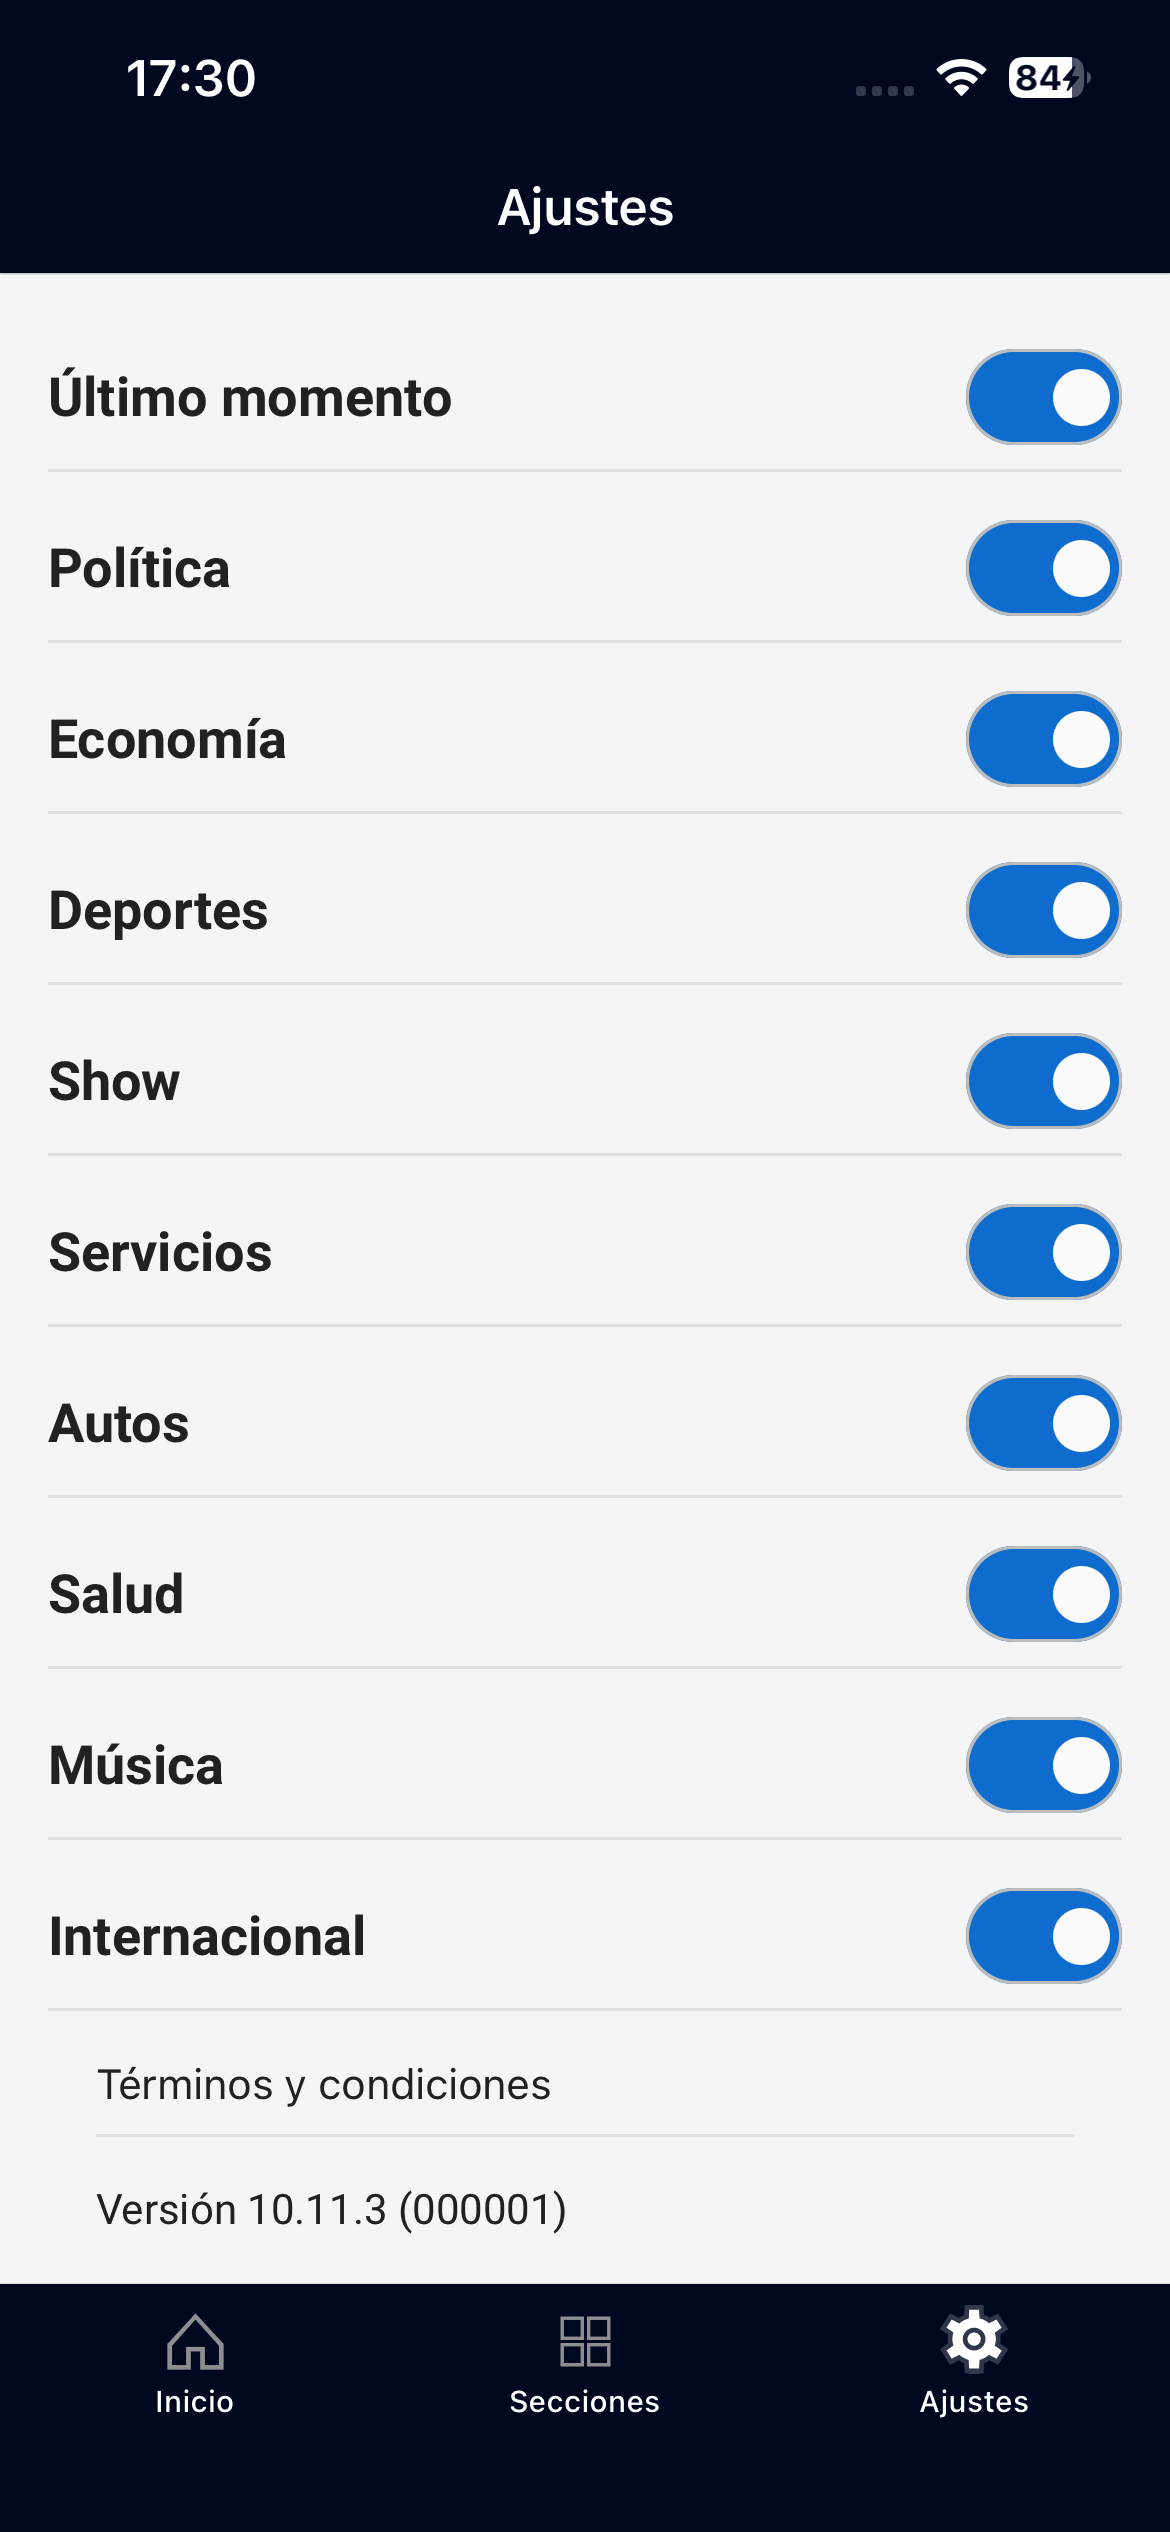 17:30
84
Ajustes
Último momento
Política
Economía
Deportes
Show
Servicios
Autos
Salud
Música
Internacional
Términos y condiciones
Versión 10.11.3 (000001)
Inicio
Secciones
Ajustes